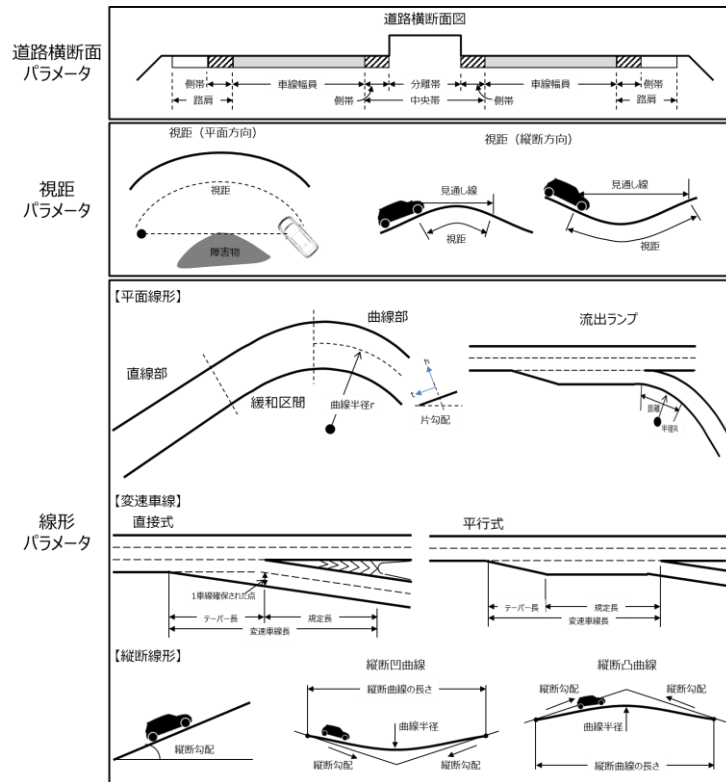 道路横断面図
道路横断面
パラメータ
側帯
車線幅員
分離帯
車線幅員
側帯
路肩
側帯
中央帯
側帯
路肩
視距
パラメータ
視距（平面方向）
視距
障害物
視距（縦断方向）
見通し線
視距
見通し線
視距
線形
パラメータ
【平面線形】
直線部
緩和区間
曲線部
曲線半径r
h
r
片勾配
流出ランプ
距離
半径R
【変速車線】
直接式
1車線確保された点
テーパー長
規定長
変速車線長
平行式
テーパー長
規定長
変速車線長
【縦断線形】
縦断勾配
縦断凹曲線
縦断曲線の長さ
曲線半径
縦断勾配
縦断勾配
縦断凸曲線
縦断勾配
縦断勾配
曲線半径
縦断曲線の長さ